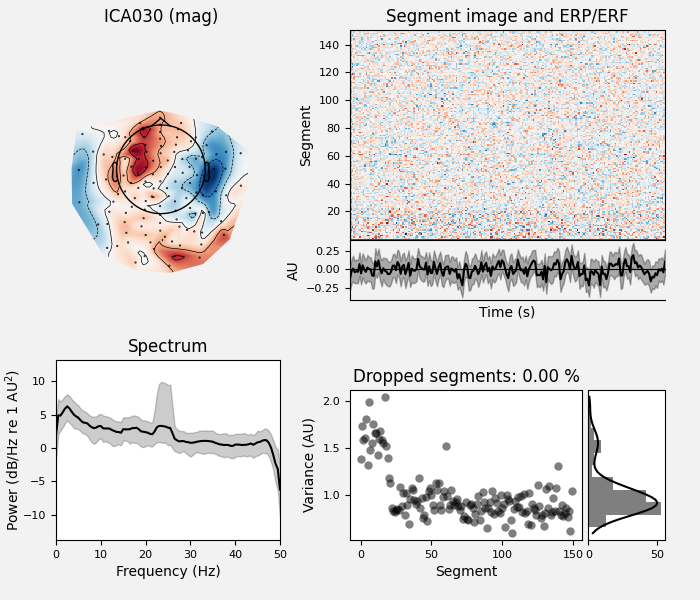 ICA030 (mag)
Segment image and ERP/ERF
140
120
100
80
60
40
20
Segment
0.25
0.00
−0.25
AU
Time (s)
Spectrum
10
5
0
−5
−10
Power (dB/Hz re 1 AU²)
0 10 20 30 40 50
Frequency (Hz)
Dropped segments: 0.00 %
2.0
1.5
1.0
Variance (AU)
0 50 100 150
Segment
0 50